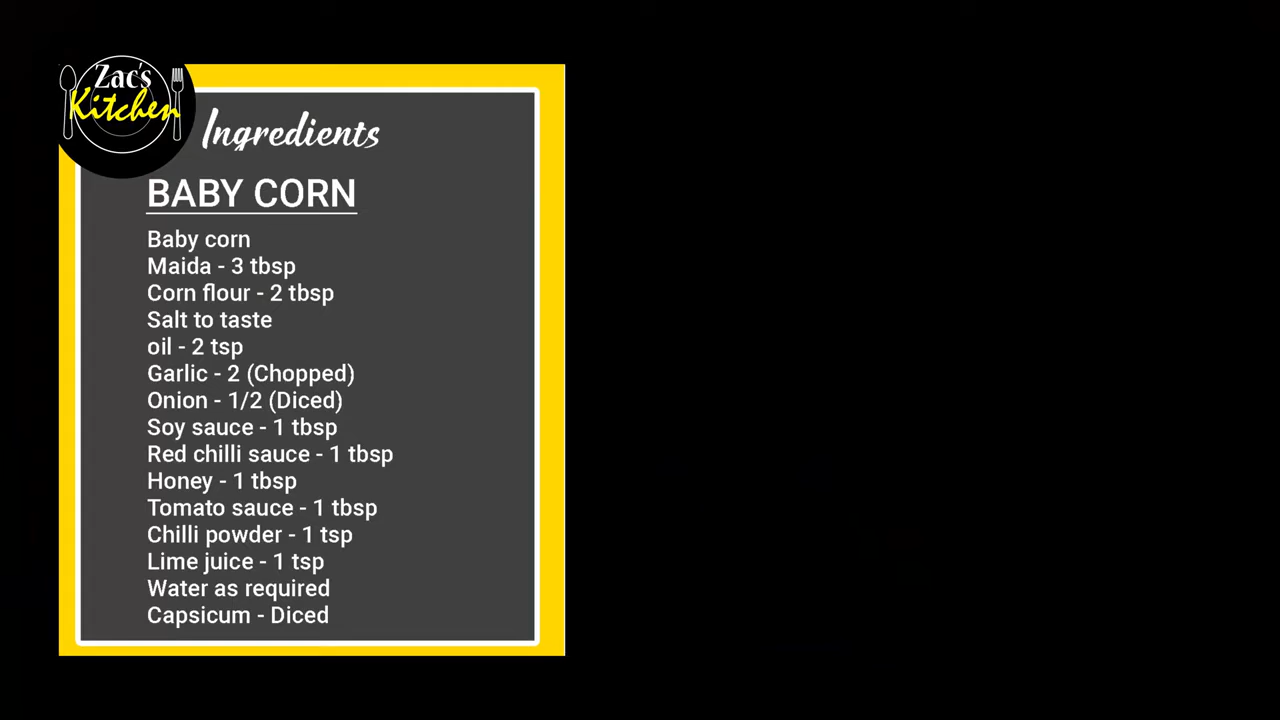 Zac's
Kitchen
Ingredients
BABY CORN
Baby corn
Maida - 3 tbsp
Corn flour - 2 tbsp
Salt to taste
oil - 2 tsp
Garlic - 2 (Chopped)
Onion - 1/2 (Diced)
Soy sauce - 1 tbsp
Red chilli sauce - 1 tbsp
Honey - 1 tbsp
Tomato sauce - 1 tbsp
Chilli powder - 1 tsp
Lime juice - 1 tsp
Water as required
Capsicum - Diced